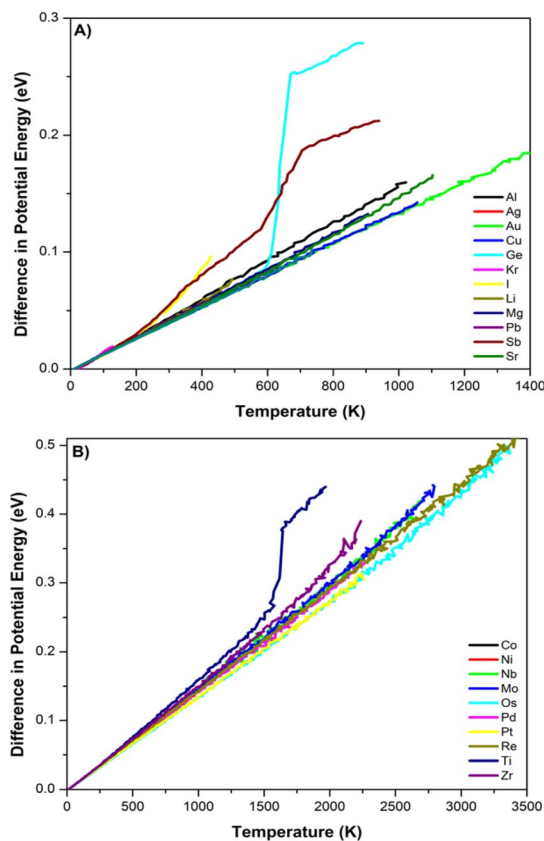 A)
0.3
0.2
0.1
0.0
Difference in Potential Energy (eV)
Al
Ag
Au
Cu
Ge
Kr
I
Li
Mg
Pb
Sb
Sr
0 200 400 600 800 1000 1200 1400
Temperature (K)
B)
0.5
0.4
0.3
0.2
0.1
0.0
Difference in Potential Energy (eV)
Co
Ni
Nb
Mo
Os
Pd
Pt
Re
Ti
Zr
0 500 1000 1500 2000 2500 3000 3500
Temperature (K)